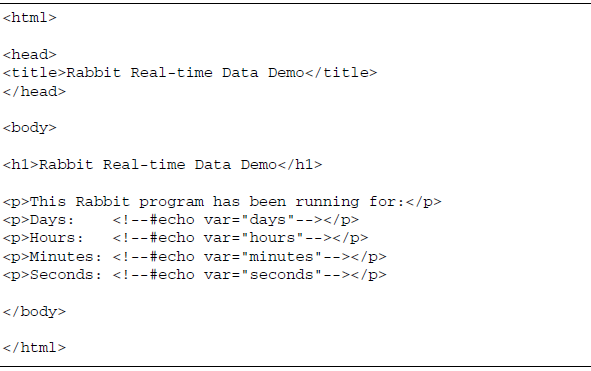 <html>
<head>
<title>Rabbit Real-time Data Demo</title>
</head>
<body>
<h1>Rabbit Real-time Data Demo</h1>
<p>This Rabbit program has been running for:</p>
<p>Days:    <!--#echo var="days"--></p>
<p>Hours:   <!--#echo var="hours"--></p>
<p>Minutes: <!--#echo var="minutes"--></p>
<p>Seconds: <!--#echo var="seconds"--></p>
</body>
</html>